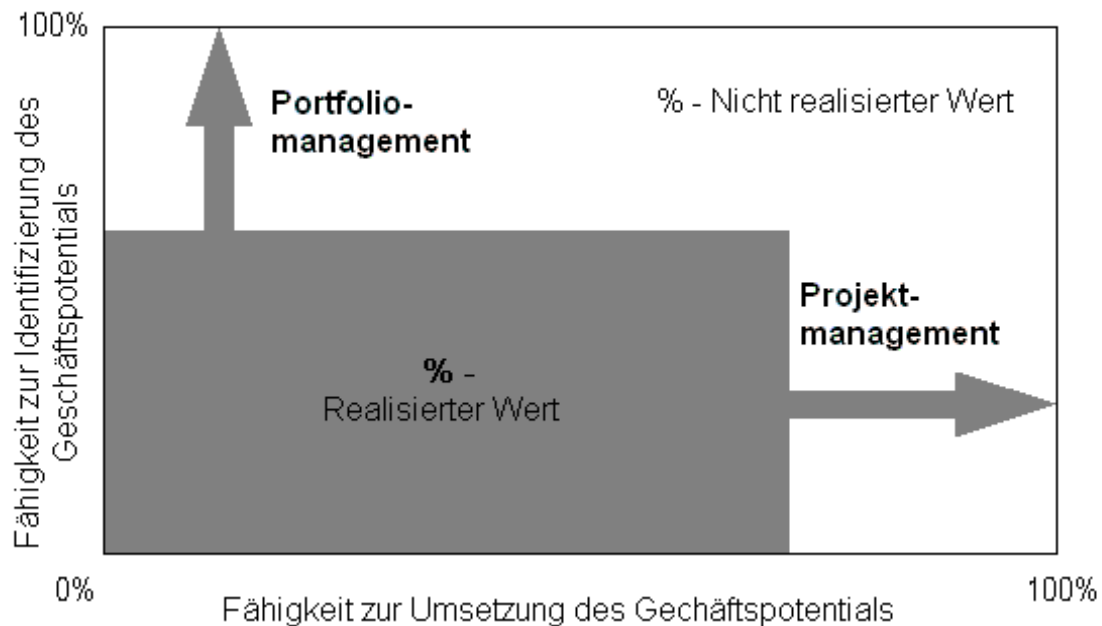 100%
Fähigkeit zur Identifizierung des
Geschäftspotentials
Portfolio-
management
% - Nicht realisierter Wert
Projekt-
management
% -
Realisierter Wert
0%
100%
Fähigkeit zur Umsetzung des Gechäftspotentials